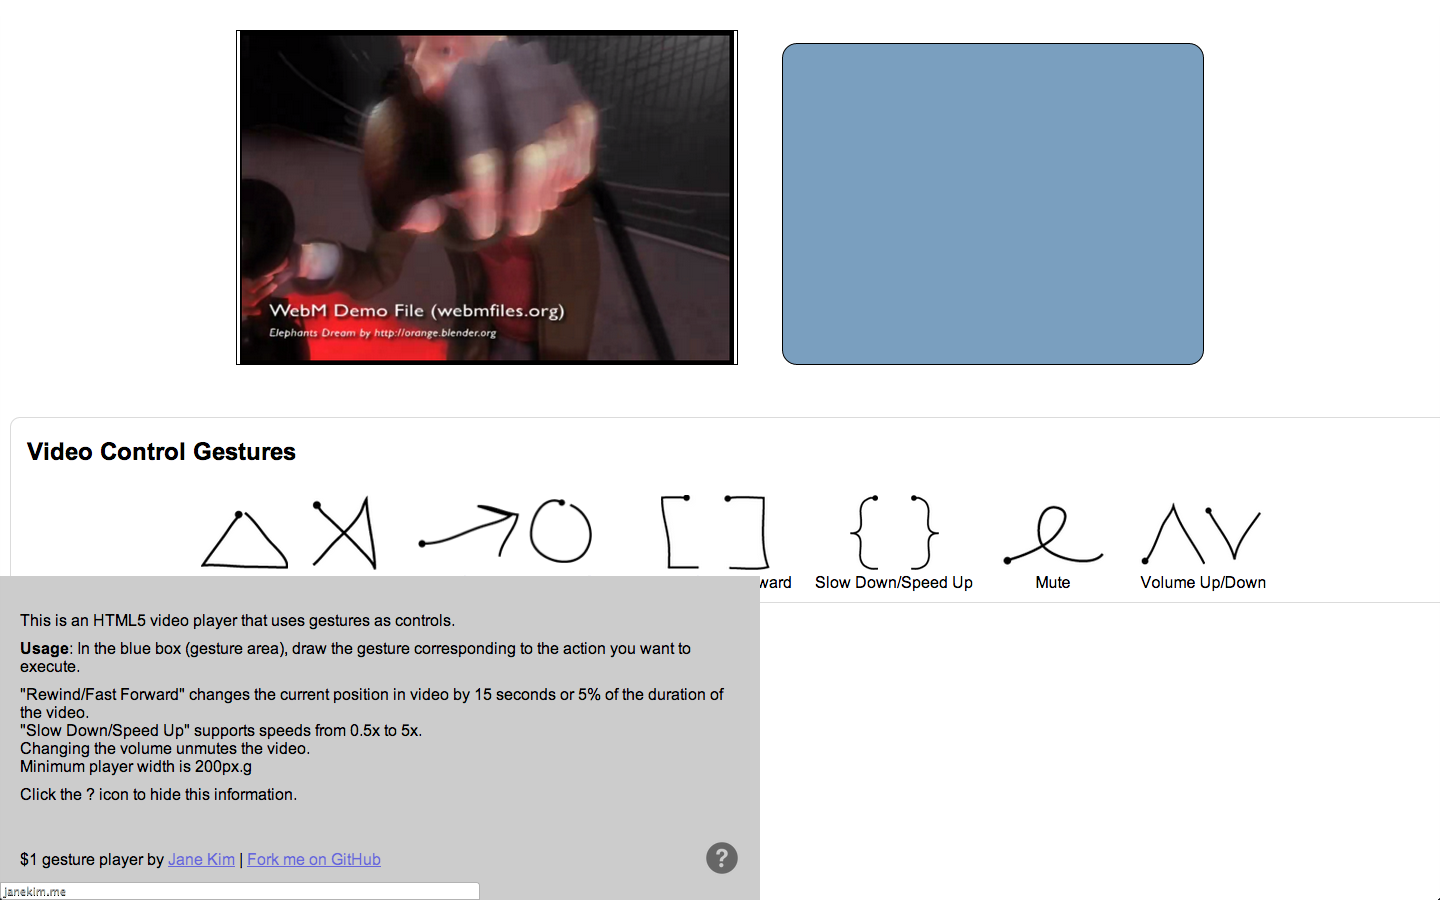 WebM Demo File (webmfiles.org)
Elephants Dream by http://orange.blender.org
Video Control Gestures
ward
Slow Down/Speed Up
Mute
Volume Up/Down
This is an HTML5 video player that uses gestures as controls.
Usage: In the blue box (gesture area), draw the gesture corresponding to the action you want to
execute.
"Rewind/Fast Forward" changes the current position in video by 15 seconds or 5% of the duration of
the video.
"Slow Down/Speed Up" supports speeds from 0.5x to 5x.
Changing the volume unmutes the video.
Minimum player width is 200px.g
Click the ? icon to hide this information.
$1 gesture player by Jane Kim | Fork me on GitHub
?
janekim.me